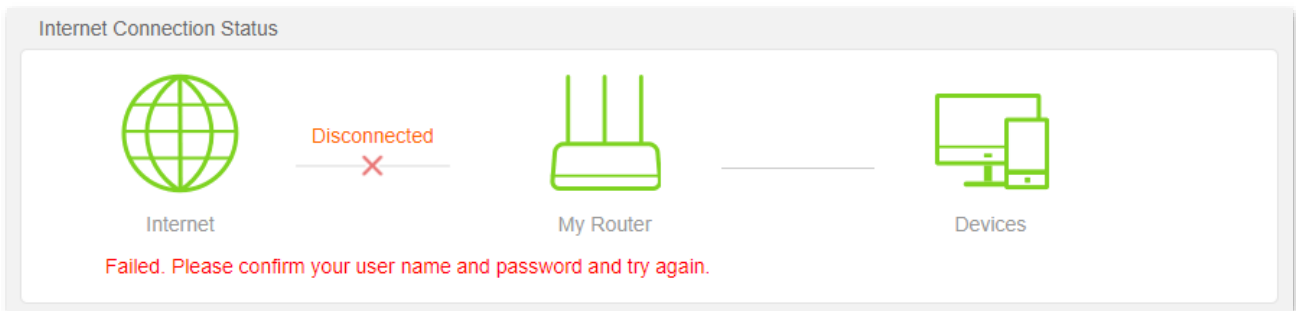 Internet Connection Status
Disconnected
Internet
My Router
Devices
Failed. Please confirm your user name and password and try again.